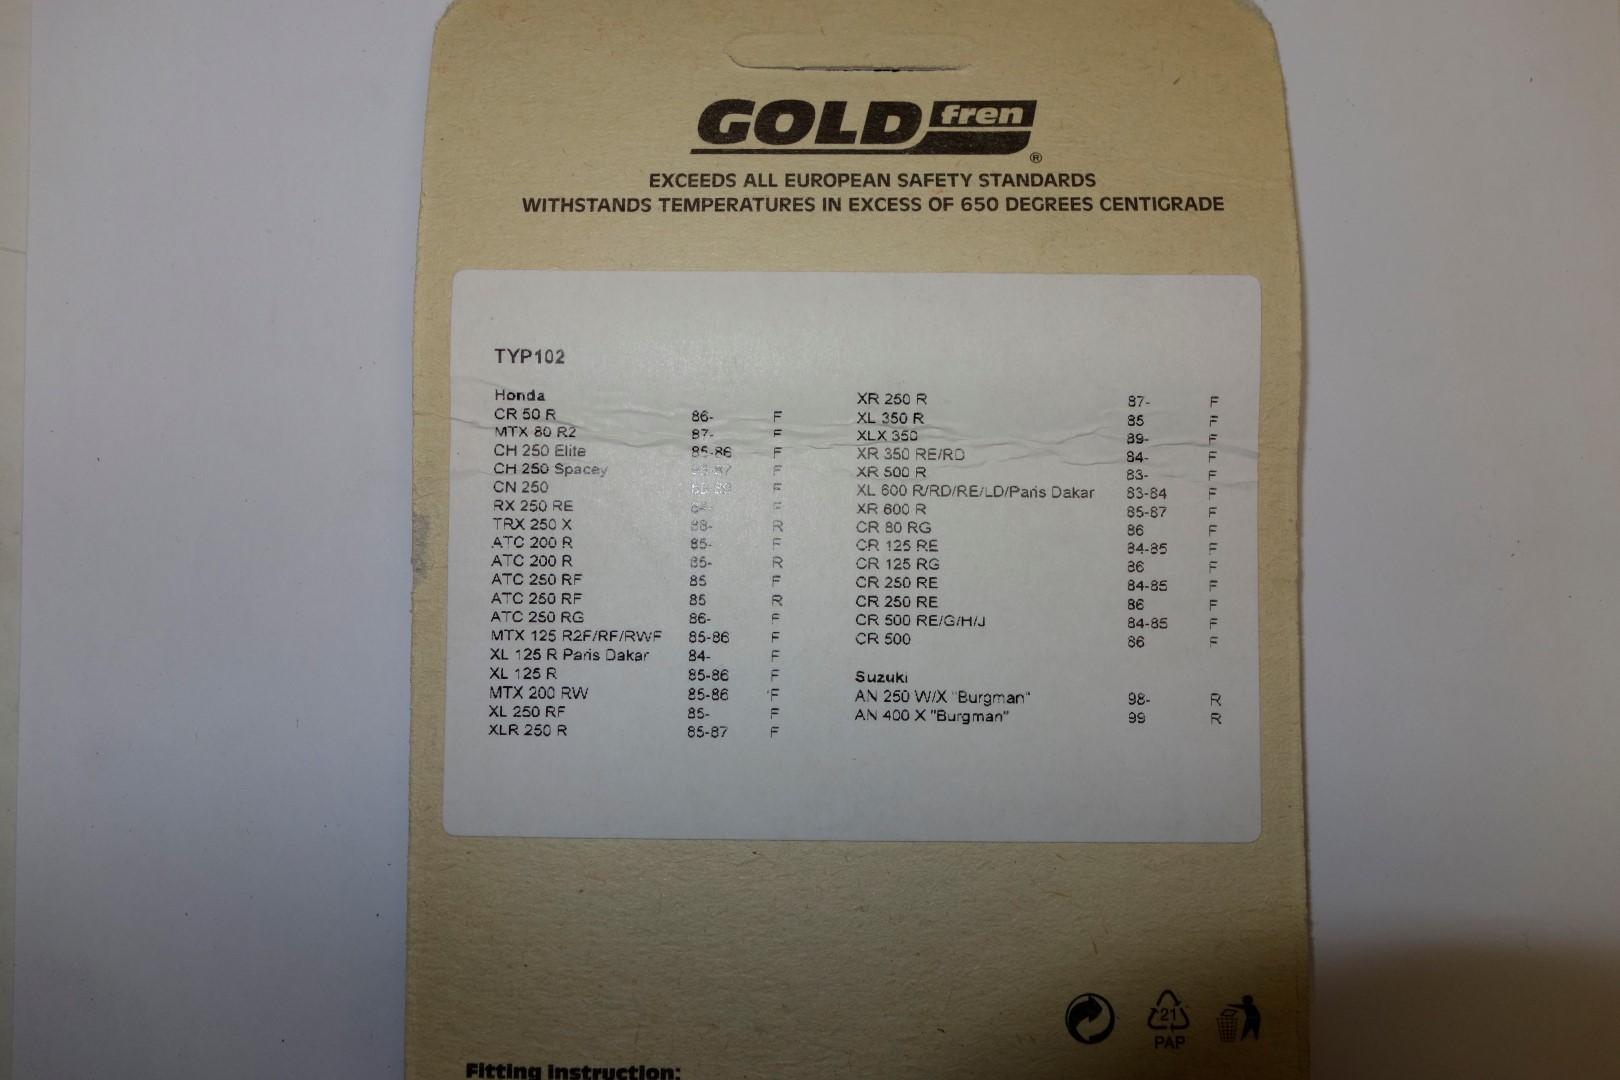 GOLD fren ®
EXCEEDS ALL EUROPEAN SAFETY STANDARDS
WITHSTANDS TEMPERATURES IN EXCESS OF 650 DEGREES CENTIGRADE
TYP102
Honda
CR 50 R 86- F
MTX 80 R2 87- F
CH 250 Elite 85-86 F
CH 250 Spacey F
CN 250 F
RX 250 RE F
TRX 250 X 88- R
ATC 200 R 85- F
ATC 200 R 85- R
ATC 250 RF 85 F
ATC 250 RF 85 R
ATC 250 RG 86- F
MTX 125 R2F/RF/RWF 85-86 F
XL 125 R Paris Dakar 84- F
XL 125 R 85-86 F
MTX 200 RW 85-86 F
XL 250 RF 85- F
XLR 250 R 85-87 F
XR 250 R 87- F
XL 350 R 85 F
XLX 350 89- F
XR 350 RE/RD 84- F
XR 500 R 83- F
XL 600 R/RD/RE/LD/Paris Dakar 83-84 F
XR 600 R 85-87 F
CR 80 RG 86 F
CR 125 RE 84-85 F
CR 125 RG 86 F
CR 250 RE 84-85 F
CR 250 RE 86 F
CR 500 RE/G/H/J 84-85 F
CR 500 86 F
Suzuki
AN 250 W/X "Burgman" 98- R
AN 400 X "Burgman" 99 R
21
PAP
Fitting instruction: